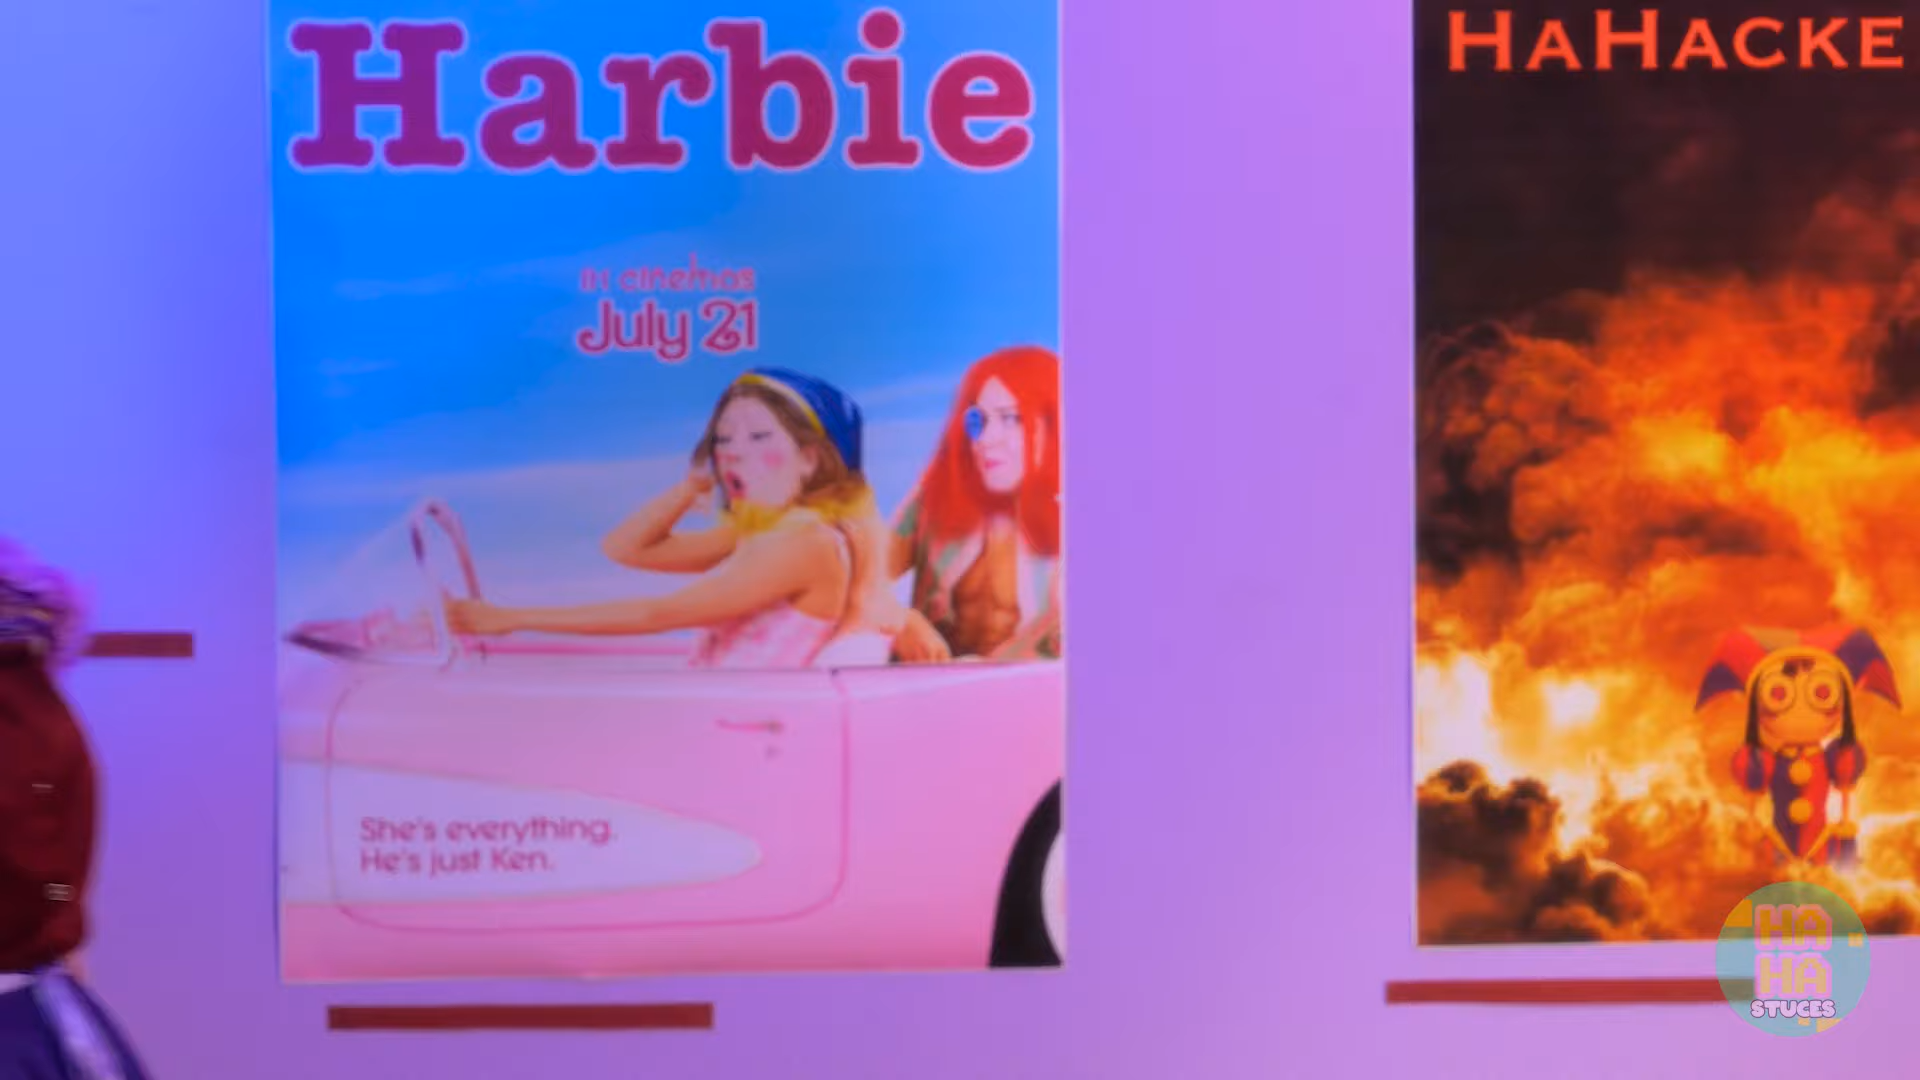 Harbie
in cinemas
July 21
She's everything.
He's just Ken.
HAHACKE
HA
HA
STUCES